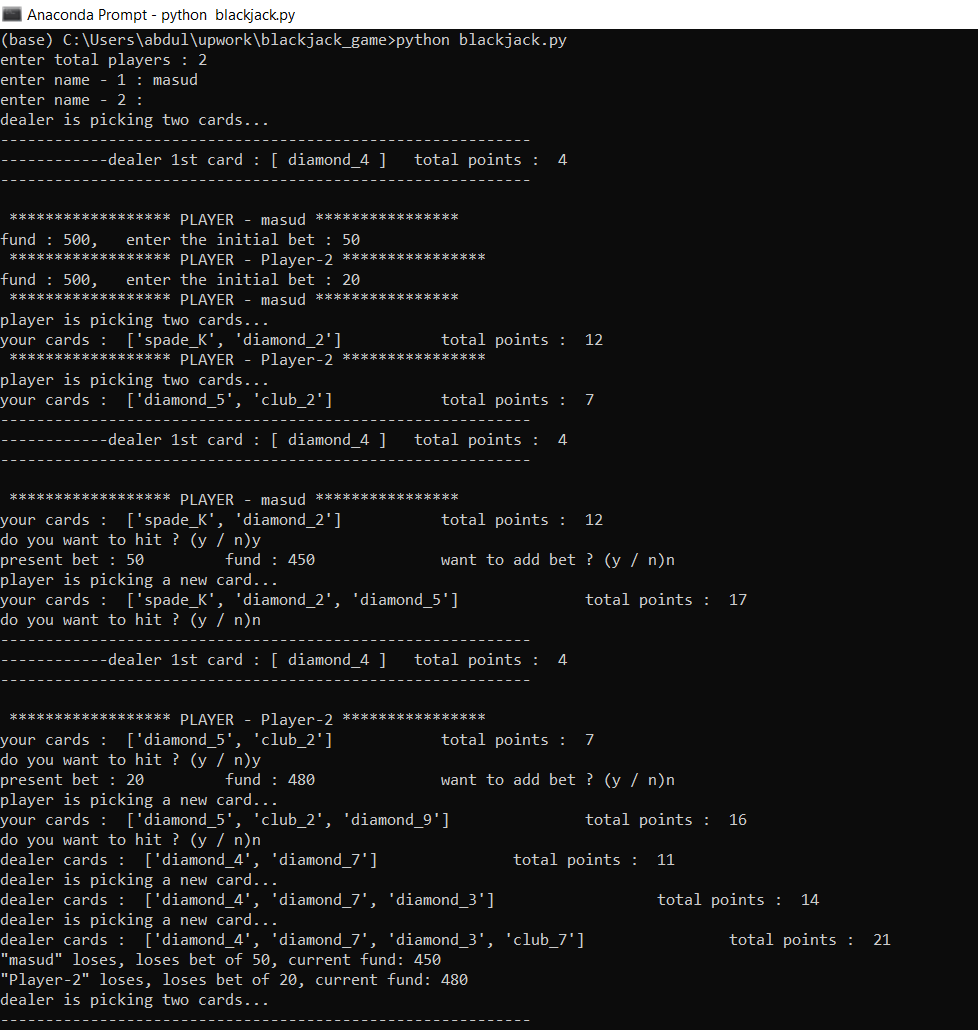 Anaconda Prompt - python  blackjack.py
(base) C:\Users\abdul\upwork\blackjack_game>python blackjack.py
enter total players : 2
enter name - 1 : masud
enter name - 2 :
dealer is picking two cards...
-----------------------------------------------------------
------------dealer 1st card : [ diamond_4 ]   total points :  4
-----------------------------------------------------------
 ****************** PLAYER - masud ****************
fund : 500,   enter the initial bet : 50
 ****************** PLAYER - Player-2 ****************
fund : 500,   enter the initial bet : 20
 ****************** PLAYER - masud ****************
player is picking two cards...
your cards :  ['spade_K', 'diamond_2']           total points :  12
 ****************** PLAYER - Player-2 ****************
player is picking two cards...
your cards :  ['diamond_5', 'club_2']            total points :  7
-----------------------------------------------------------
------------dealer 1st card : [ diamond_4 ]   total points :  4
-----------------------------------------------------------
 ****************** PLAYER - masud ****************
your cards :  ['spade_K', 'diamond_2']           total points :  12
do you want to hit ? (y / n)y
present bet : 50         fund : 450              want to add bet ? (y / n)n
player is picking a new card...
your cards :  ['spade_K', 'diamond_2', 'diamond_5']              total points :  17
do you want to hit ? (y / n)n
-----------------------------------------------------------
------------dealer 1st card : [ diamond_4 ]   total points :  4
-----------------------------------------------------------
 ****************** PLAYER - Player-2 ****************
your cards :  ['diamond_5', 'club_2']            total points :  7
do you want to hit ? (y / n)y
present bet : 20         fund : 480              want to add bet ? (y / n)n
player is picking a new card...
your cards :  ['diamond_5', 'club_2', 'diamond_9']               total points :  16
do you want to hit ? (y / n)n
dealer cards :  ['diamond_4', 'diamond_7']               total points :  11
dealer is picking a new card...
dealer cards :  ['diamond_4', 'diamond_7', 'diamond_3']                  total points :  14
dealer is picking a new card...
dealer cards :  ['diamond_4', 'diamond_7', 'diamond_3', 'club_7']                total points :  21
"masud" loses, loses bet of 50, current fund: 450
"Player-2" loses, loses bet of 20, current fund: 480
dealer is picking two cards...
-----------------------------------------------------------